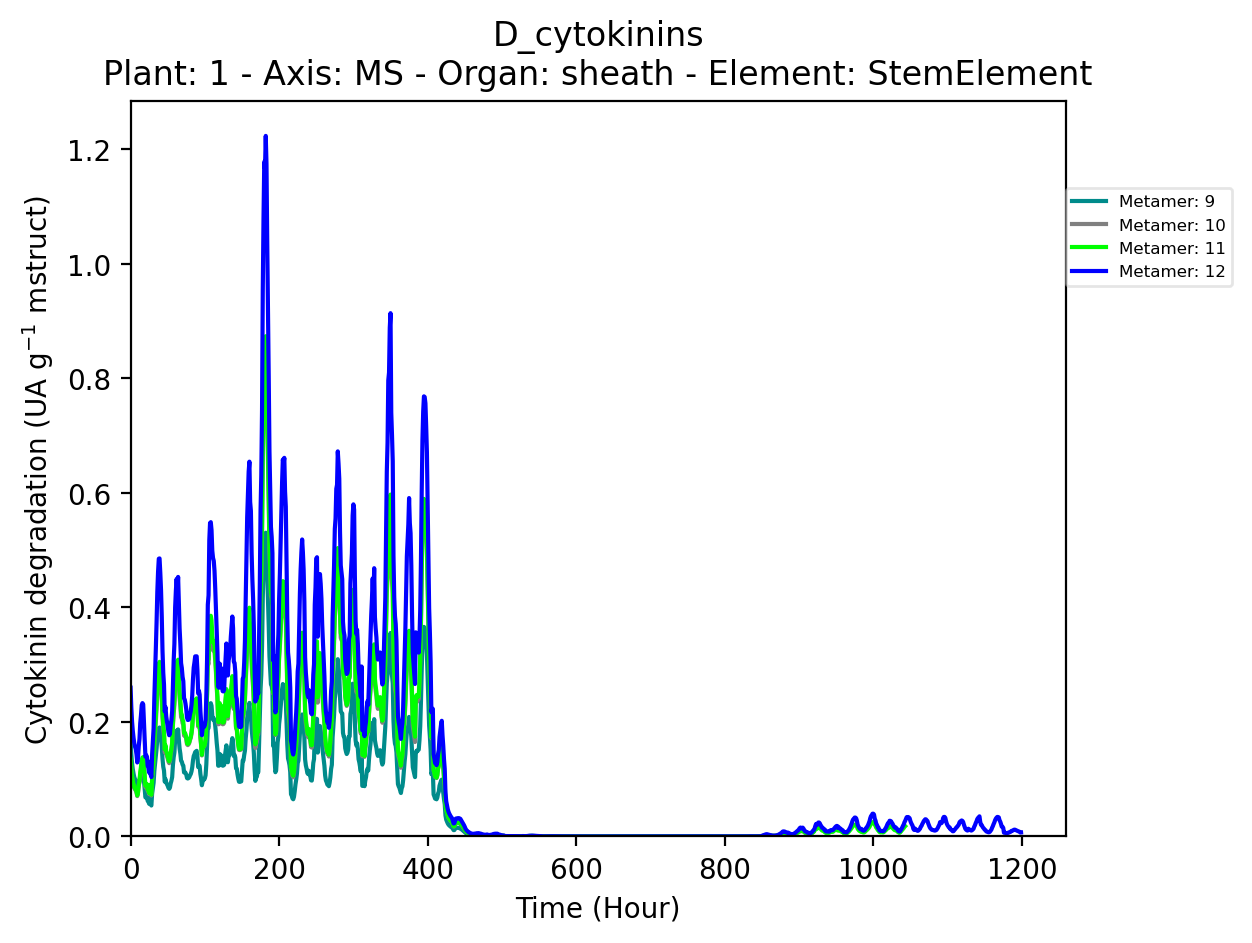 D_cytokinins
Plant: 1 - Axis: MS - Organ: sheath - Element: StemElement
Cytokinin degradation (UA g⁻¹ mstruct)
1.2
1.0
0.8
0.6
0.4
0.2
0.0
0 200 400 600 800 1000 1200
Time (Hour)
Metamer: 9
Metamer: 10
Metamer: 11
Metamer: 12